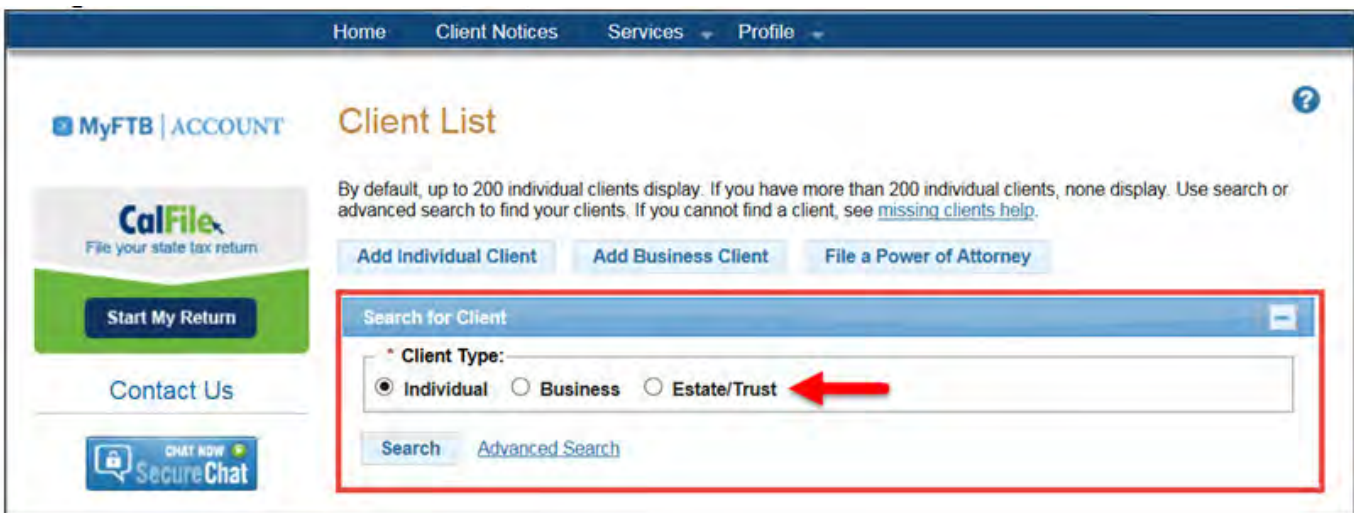 Home Client Notices Services Profile
MyFTB | ACCOUNT
Client List
By default, up to 200 individual clients display. If you have more than 200 individual clients, none display. Use search or
advanced search to find your clients. If you cannot find a client, see missing clients help.
CalFile
File your state tax return
Start My Return
Add Individual Client Add Business Client File a Power of Attorney
Search for Client
* Client Type:
Individual Business Estate/Trust
Search Advanced Search
Contact Us
CHAT NOW
SecureChat